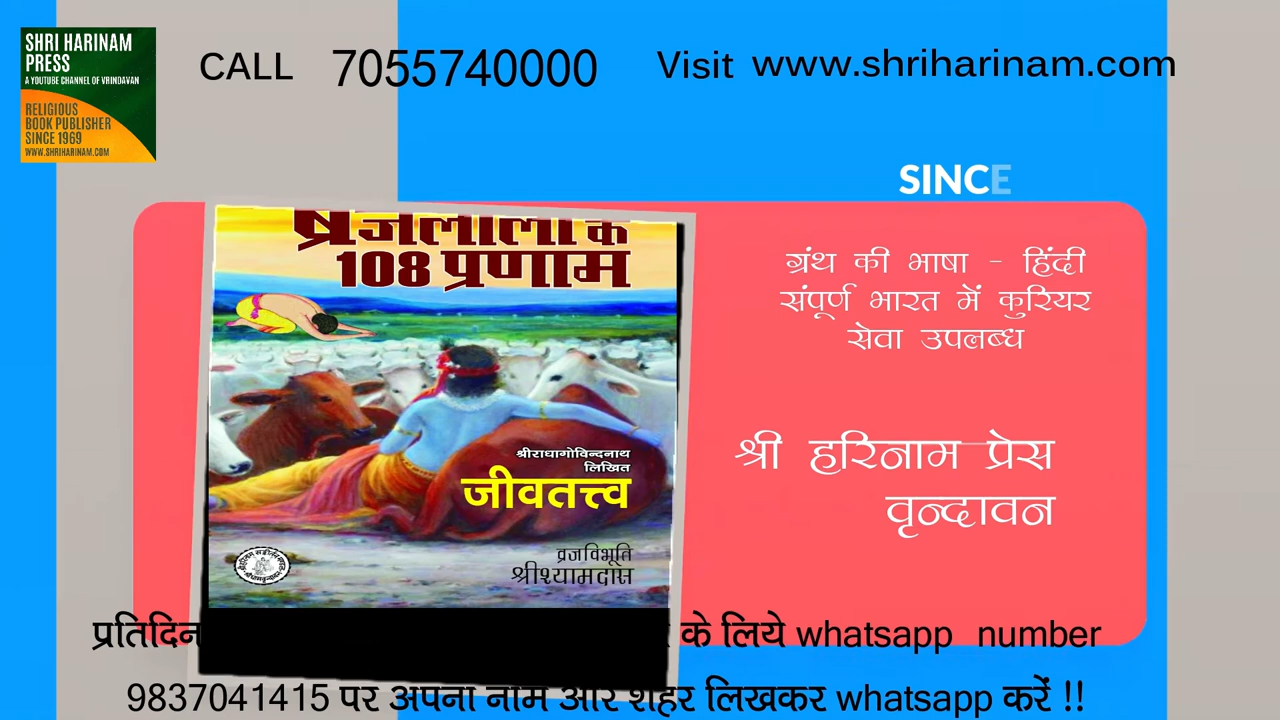 SHRI HARINAM
PRESS
A YOUTUBE CHANNEL OF VRINDAVAN
RELIGIOUS
BOOK PUBLISHER
SINCE 1969
WWW.SHRIHARINAM.COM
CALL 7055740000 Visit www.shriharinam.com
SINCE
व्रजलाला के
108 प्रणाम
श्रीराधागोविन्दनाथ
लिखित
जीवतत्त्व
व्रजविभूति
श्रीश्यामदास
ग्रंथ की भाषा - हिंदी
संपूर्ण भारत में कुरियर
सेवा उपलब्ध
श्री हरिनाम प्रेस
वृन्दावन
प्रतिदिन के लिये whatsapp number
9837041415 पर अपना नाम और शहर लिखकर whatsapp करें !!